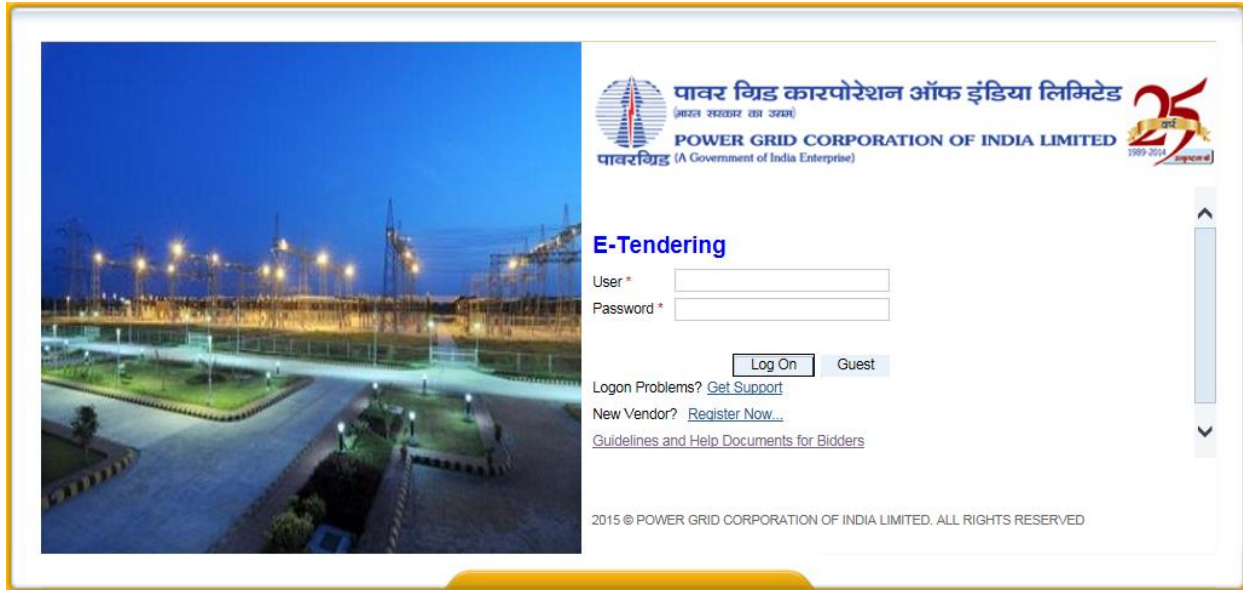 पावर ग्रिड कारपोरेशन ऑफ इंडिया लिमिटेड
(भारत सरकार का उद्यम)
POWER GRID CORPORATION OF INDIA LIMITED
(A Government of India Enterprise)
पावरग्रिड
25
वर्ष
1989-2014
E-Tendering
User *
Password *
Log On Guest
Logon Problems? Get Support
New Vendor? Register Now...
Guidelines and Help Documents for Bidders
2015 © POWER GRID CORPORATION OF INDIA LIMITED. ALL RIGHTS RESERVED